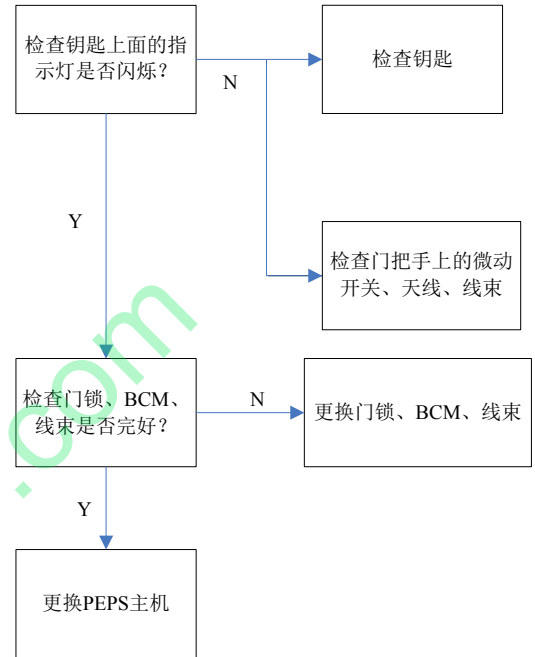 检查钥匙上面的指
示灯是否闪烁？
N
检查钥匙
Y
检查门把手上的微动
开关、天线、线束
检查门锁、BCM、
线束是否完好？
N
更换门锁、BCM、线束
Y
更换PEPS主机
.com